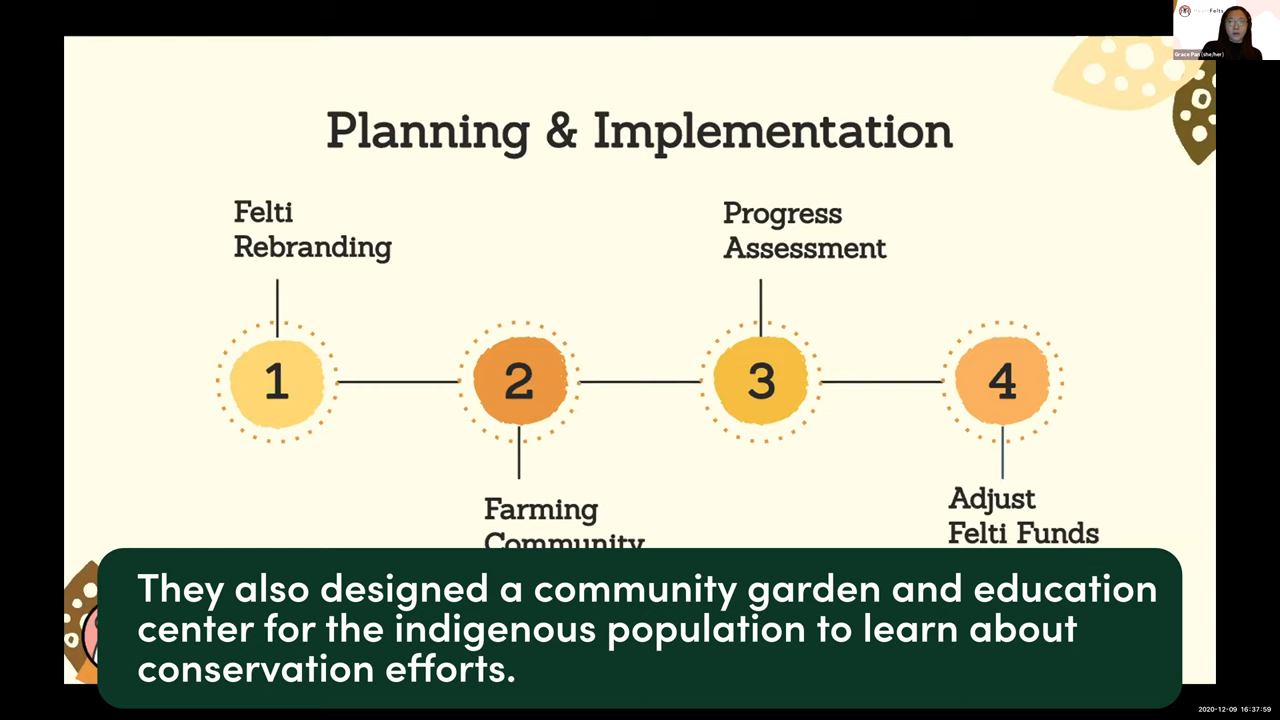 HeartFelts
Grace Pan (she/her)
Planning & Implementation
Felti
Rebranding
Progress
Assessment
1
2
3
4
Farming
Community
Adjust
Felti Funds
They also designed a community garden and education
center for the indigenous population to learn about
conservation efforts.
2020-12-09 16:37:59